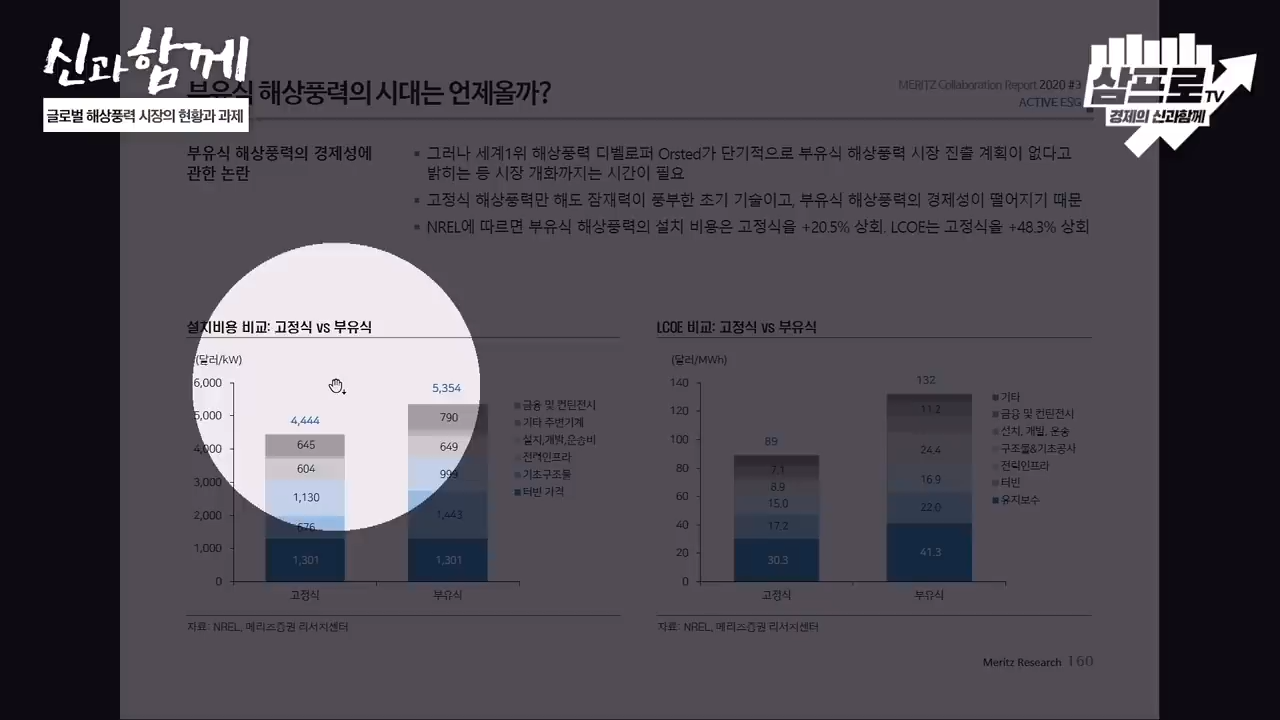 신과함께
글로벌 해상풍력 시장의 현황과 과제
삼프로TV
경제의 신과함께
부유식 해상풍력의 시대는 언제올까?
MERITZ Collaboration Report 2020 #3
ACTIVE ESG
부유식 해상풍력의 경제성에
관한 논란
▪ 그러나 세계1위 해상풍력 디벨로퍼 Orsted가 단기적으로 부유식 해상풍력 시장 진출 계획이 없다고
밝히는 등 시장 개화까지는 시간이 필요
▪ 고정식 해상풍력만 해도 잠재력이 풍부한 초기 기술이고, 부유식 해상풍력의 경제성이 떨어지기 때문
▪ NREL에 따르면 부유식 해상풍력의 설치 비용은 고정식을 +20.5% 상회. LCOE는 고정식을 +48.3% 상회
설치비용 비교: 고정식 vs 부유식
(달러/kW)
6,000
5,000
4,000
3,000
2,000
1,000
0
4,444
645
604
1,130
676
1,301
고정식
5,354
790
649
999
1,443
1,301
부유식
금융 및 컨틴전시
기타 주변기계
설치,개발,운송비
전력인프라
기초구조물
터빈 가격
자료: NREL, 메리츠증권 리서치센터
LCOE 비교: 고정식 vs 부유식
(달러/MWh)
140
120
100
80
60
40
20
0
89
7.1
8.9
15.0
17.2
30.3
고정식
132
11.2
24.4
16.9
22.0
41.3
부유식
기타
금융 및 컨틴전시
설치, 개발, 운송
구조물&기초공사
전력인프라
터빈
유지보수
자료: NREL, 메리츠증권 리서치센터
Meritz Research 160